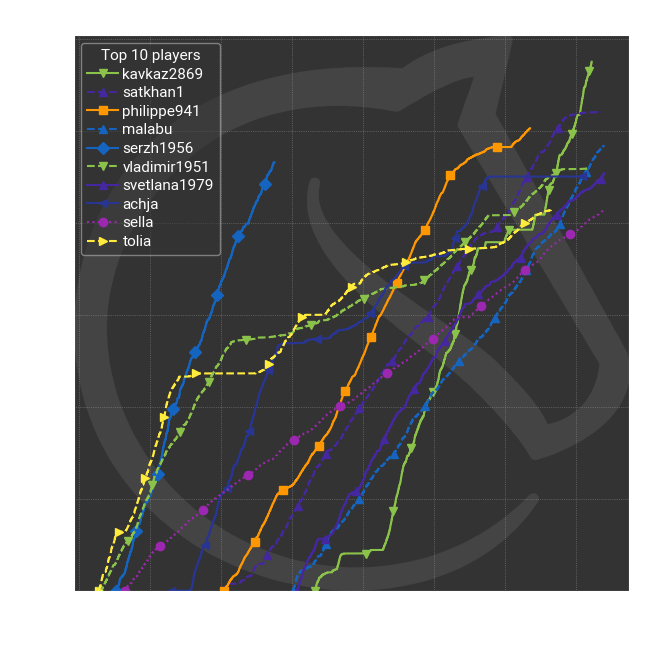 Top 10 players
kavkaz2869
satkhan1
philippe941
malabu
serzh1956
vladimir1951
svetlana1979
achja
sella
tolia